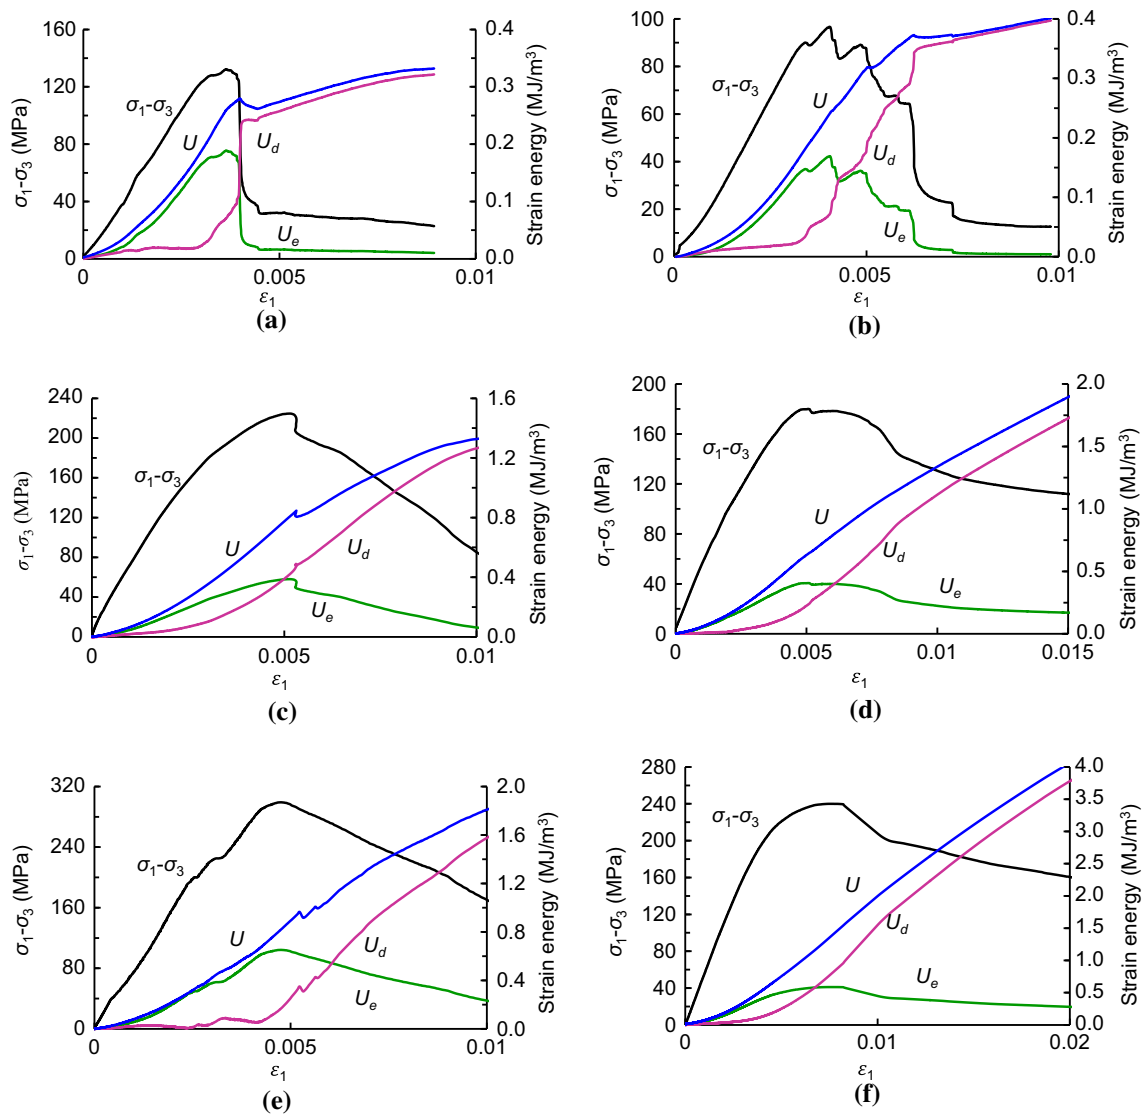 160
120
80
40
0
0
0.005
0.01
0.4
0.3
0.2
0.1
0.0
σ1-σ3 (MPa)
Strain energy (MJ/m³)
σ1-σ3
U
Ud
Ue
ε1
(a)
100
80
60
40
20
0
0
0.005
0.01
0.4
0.3
0.2
0.1
0.0
σ1-σ3 (MPa)
Strain energy (MJ/m³)
σ1-σ3
U
Ud
Ue
ε1
(b)
240
200
160
120
80
40
0
0
0.005
0.01
1.6
1.2
0.8
0.4
0.0
σ1-σ3 (MPa)
Strain energy (MJ/m³)
σ1-σ3
U
Ud
Ue
ε1
(c)
200
160
120
80
40
0
0
0.005
0.01
0.015
2.0
1.5
1.0
0.5
0.0
σ1-σ3 (MPa)
Strain energy (MJ/m³)
σ1-σ3
U
Ud
Ue
ε1
(d)
320
240
160
80
0
0
0.005
0.01
2.0
1.6
1.2
0.8
0.4
0.0
σ1-σ3 (MPa)
Strain energy (MJ/m³)
σ1-σ3
U
Ud
Ue
ε1
(e)
280
240
200
160
120
80
40
0
0
0.01
0.02
4.0
3.5
3.0
2.5
2.0
1.5
1.0
0.5
0.0
σ1-σ3 (MPa)
Strain energy (MJ/m³)
σ1-σ3
U
Ud
Ue
ε1
(f)